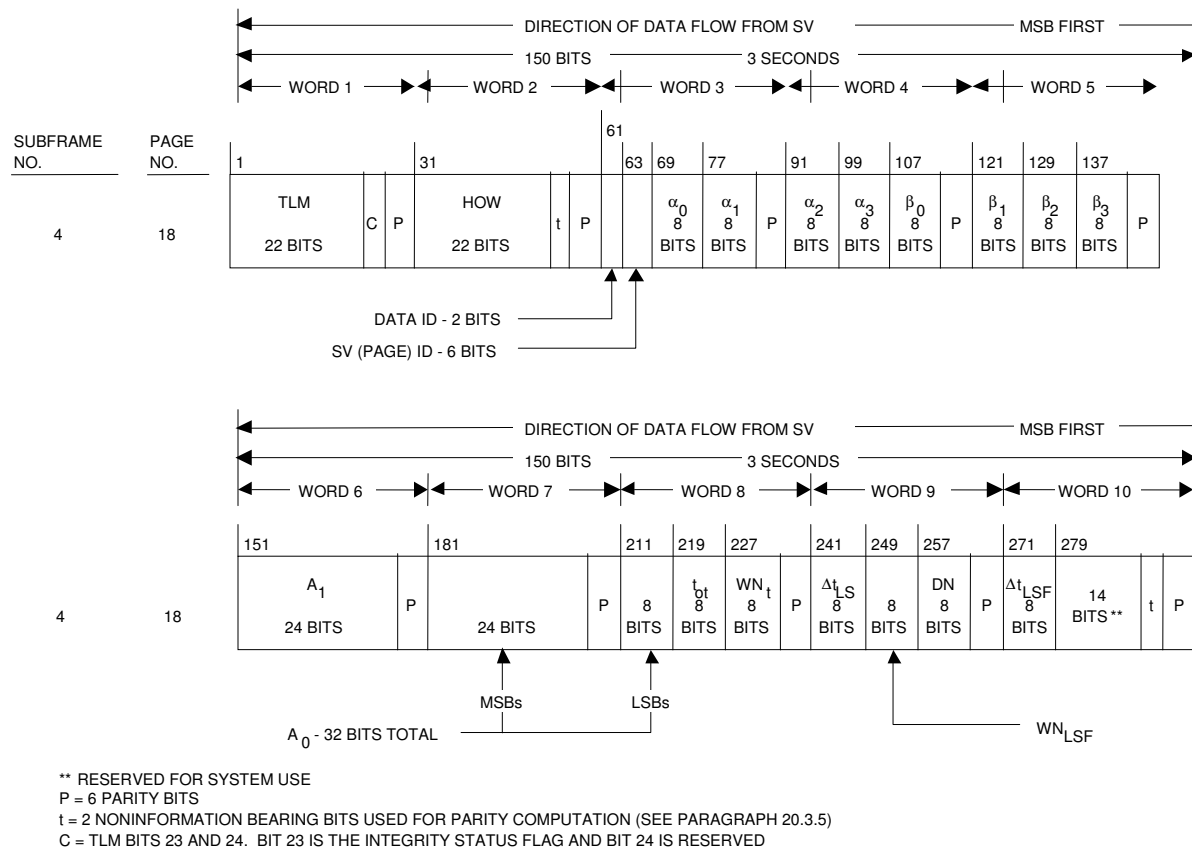 DIRECTION OF DATA FLOW FROM SV MSB FIRST
150 BITS 3 SECONDS
WORD 1 WORD 2 WORD 3 WORD 4 WORD 5
SUBFRAME NO. PAGE NO.
61
1 31 63 69 77 91 99 107 121 129 137
4 18
TLM 22 BITS
C
P
HOW 22 BITS
t
P
α0 8 BITS
α1 8 BITS
P
α2 8 BITS
α3 8 BITS
β0 8 BITS
P
β1 8 BITS
β2 8 BITS
β3 8 BITS
P
DATA ID - 2 BITS
SV (PAGE) ID - 6 BITS
DIRECTION OF DATA FLOW FROM SV MSB FIRST
150 BITS 3 SECONDS
WORD 6 WORD 7 WORD 8 WORD 9 WORD 10
151 181 211 219 227 241 249 257 271 279
4 18
A1 24 BITS
P
24 BITS
P
8 BITS
tot 8 BITS
WNt 8 BITS
P
ΔtLS 8 BITS
8 BITS
DN 8 BITS
P
ΔtLSF 8 BITS
14 BITS **
t
P
MSBs LSBs
A0 - 32 BITS TOTAL
WNLSF
** RESERVED FOR SYSTEM USE
P = 6 PARITY BITS
t = 2 NONINFORMATION BEARING BITS USED FOR PARITY COMPUTATION (SEE PARAGRAPH 20.3.5)
C = TLM BITS 23 AND 24. BIT 23 IS THE INTEGRITY STATUS FLAG AND BIT 24 IS RESERVED